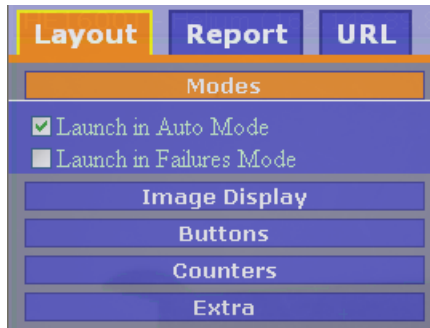 Layout Report URL
Modes
Launch in Auto Mode
Launch in Failures Mode
Image Display
Buttons
Counters
Extra